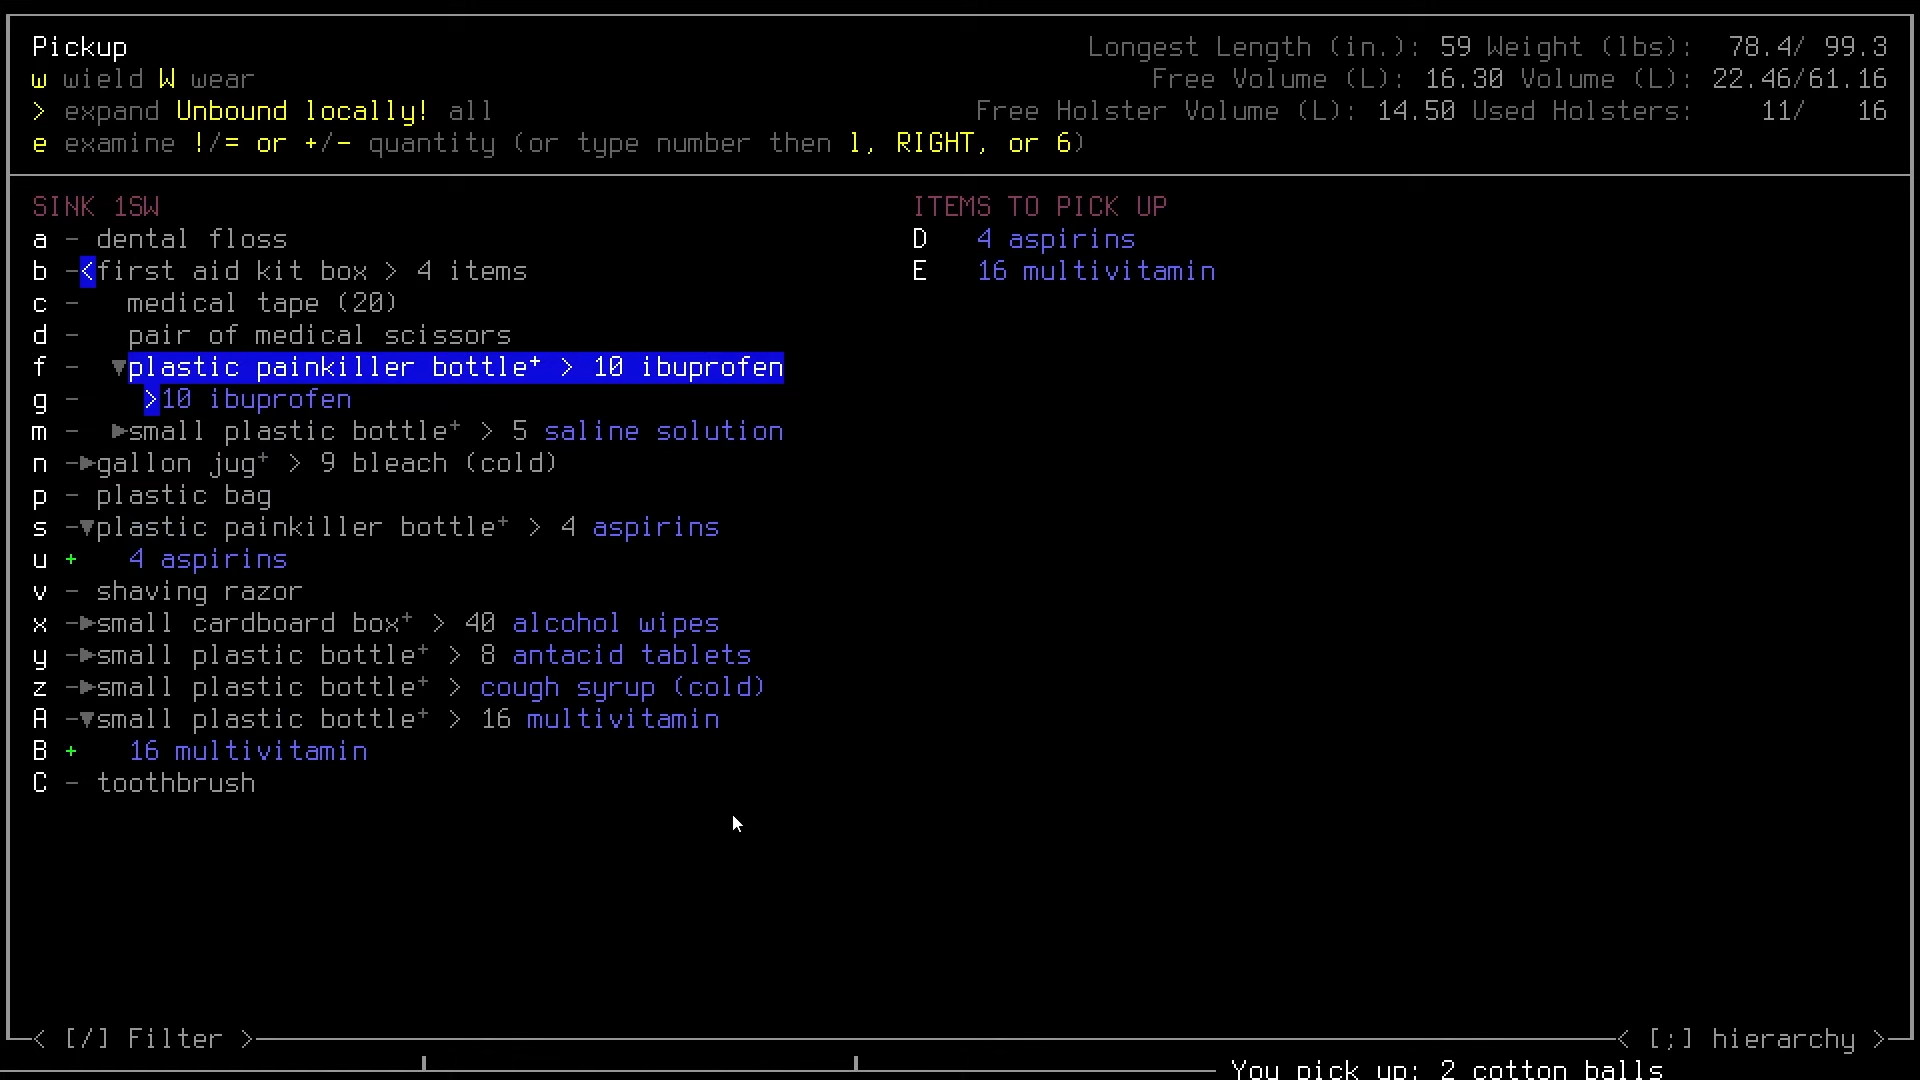 Pickup
Longest Length (in.): 59 Weight (lbs): 78.4/ 99.3
w wield W wear
Free Volume (L): 16.30 Volume (L): 22.46/61.16
> expand Unbound locally! all
Free Holster Volume (L): 14.50 Used Holsters: 11/ 16
e examine !/= or +/- quantity (or type number then l, RIGHT, or 6)
SINK 1SW
a - dental floss
b -<first aid kit box > 4 items
c - medical tape (20)
d - pair of medical scissors
f - ▼plastic painkiller bottle⁺ > 10 ibuprofen
g - >10 ibuprofen
m - ►small plastic bottle⁺ > 5 saline solution
n -►gallon jug⁺ > 9 bleach (cold)
p - plastic bag
s -▼plastic painkiller bottle⁺ > 4 aspirins
u + 4 aspirins
v - shaving razor
x -►small cardboard box⁺ > 40 alcohol wipes
y -►small plastic bottle⁺ > 8 antacid tablets
z -►small plastic bottle⁺ > cough syrup (cold)
A -▼small plastic bottle⁺ > 16 multivitamin
B + 16 multivitamin
C - toothbrush
ITEMS TO PICK UP
D 4 aspirins
E 16 multivitamin
< [/] Filter >
< [;] hierarchy >
You pick up: 2 cotton balls